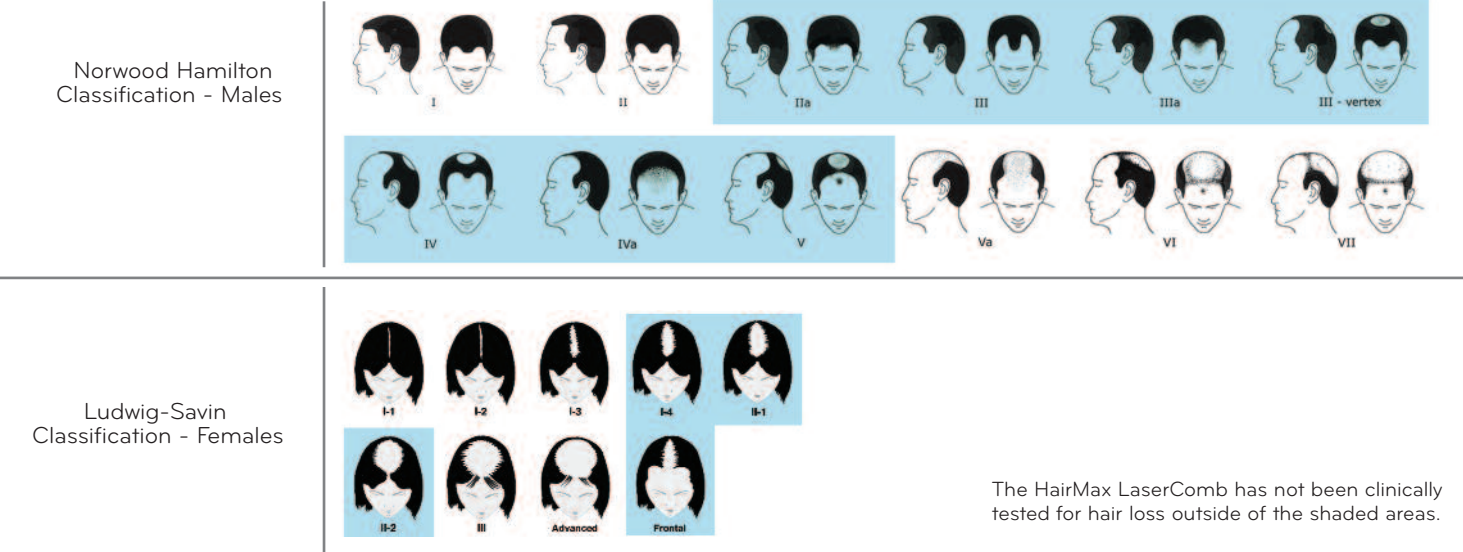 Norwood Hamilton
Classification - Males
I II IIa III IIIa III - vertex
IV IVa V Va VI VII
Ludwig-Savin
Classification - Females
I-1 I-2 I-3 I-4 II-1
II-2 III Advanced Frontal
The HairMax LaserComb has not been clinically
tested for hair loss outside of the shaded areas.